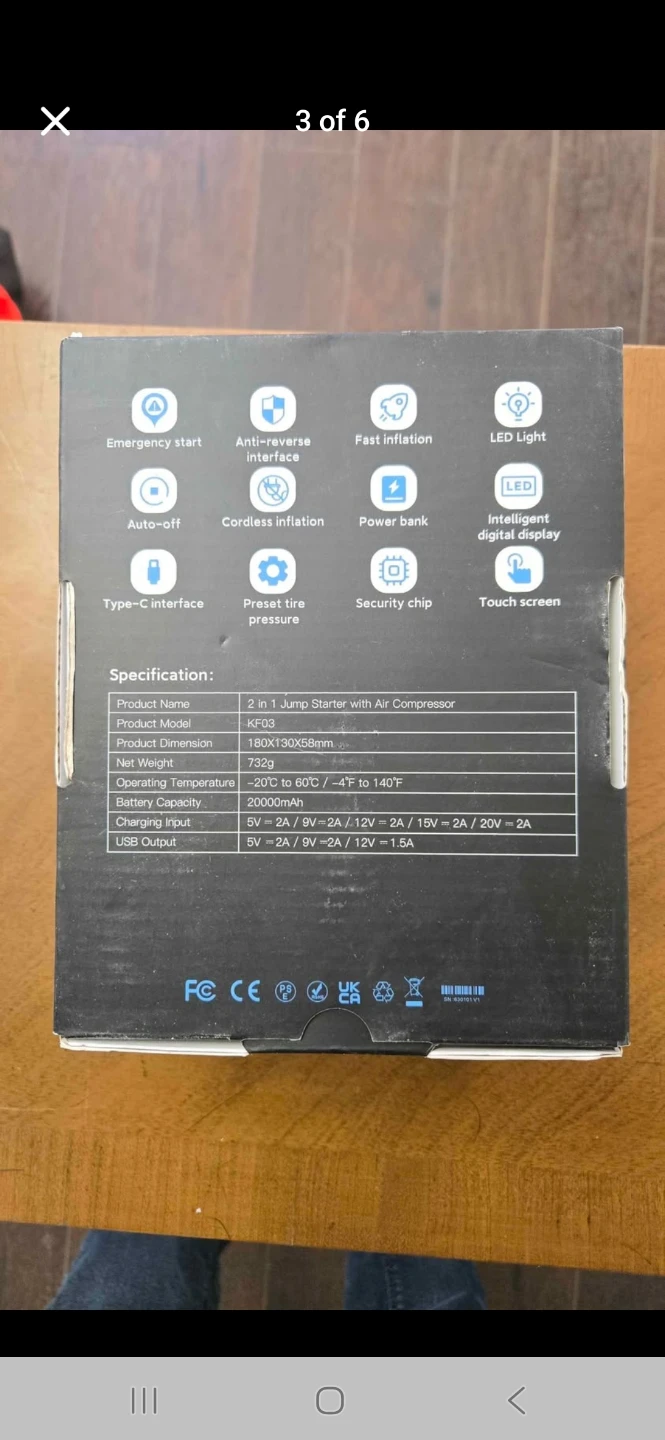 3 of 6
Emergency start
Anti-reverse
interface
Fast inflation
LED Light
LED
Auto-off
Cordless inflation
Power bank
Intelligent
digital display
Type-C interface
Preset tire
pressure
Security chip
Touch screen
Specification:
Product Name 2 in 1 Jump Starter with Air Compressor
Product Model KF03
Product Dimension 180X130X58mm
Net Weight 732g
Operating Temperature -20℃ to 60℃ / -4°F to 140°F
Battery Capacity 20000mAh
Charging Input 5V⎓2A / 9V⎓2A / 12V⎓2A / 15V⎓2A / 20V⎓2A
USB Output 5V⎓2A / 9V⎓2A / 12V⎓1.5A
FC CE PS E UK CA